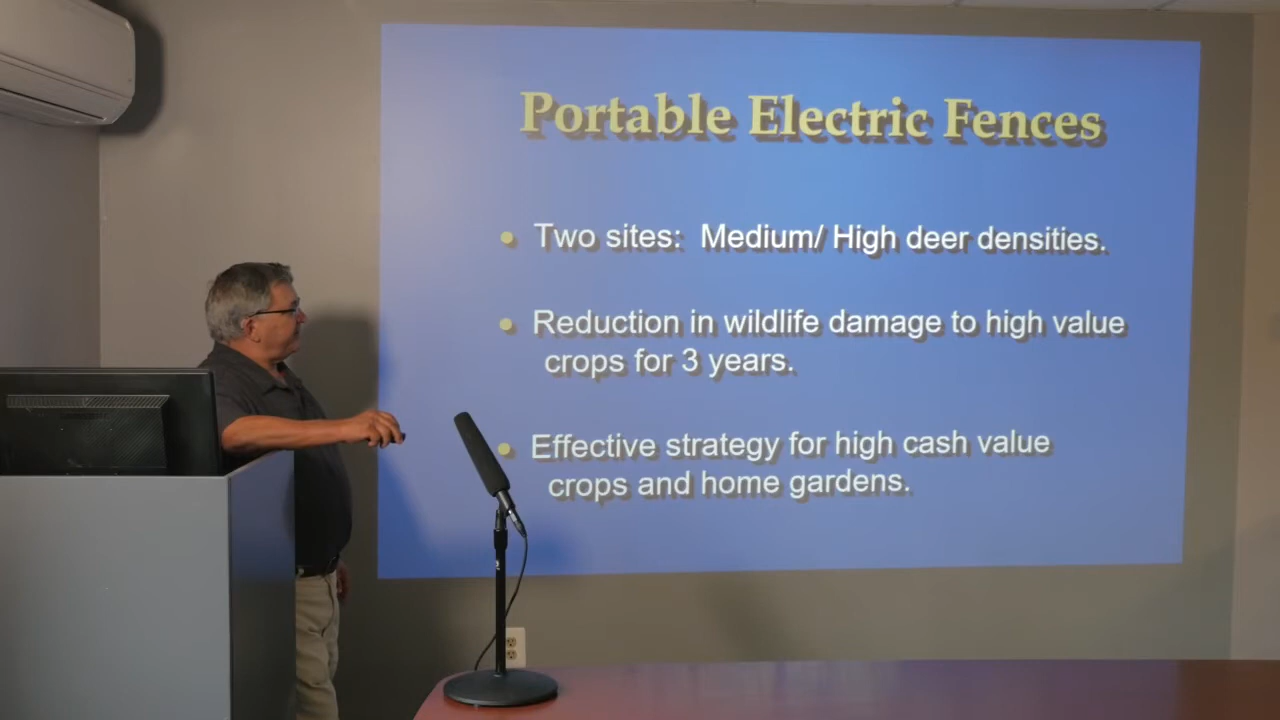 Portable Electric Fences
• Two sites: Medium/ High deer densities.
• Reduction in wildlife damage to high value
crops for 3 years.
• Effective strategy for high cash value
crops and home gardens.